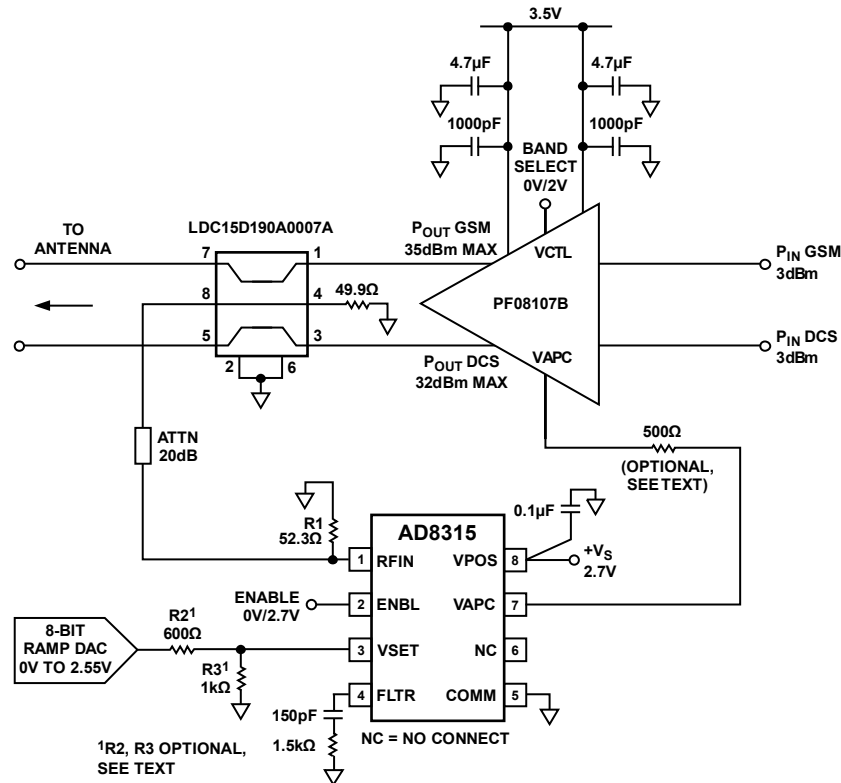 3.5V
4.7µF
4.7µF
1000pF
1000pF
BAND
SELECT
0V/2V
LDC15D190A0007A
TO
ANTENNA
7
1
P_OUT GSM
35dBm MAX
VCTL
P_IN GSM
3dBm
8
4
49.9Ω
PF08107B
5
3
2
6
P_OUT DCS
32dBm MAX
VAPC
P_IN DCS
3dBm
ATTN
20dB
500Ω
(OPTIONAL,
SEE TEXT)
R1
52.3Ω
AD8315
0.1µF
+V_S
2.7V
1
RFIN
VPOS
8
ENABLE
0V/2.7V
2
ENBL
VAPC
7
8-BIT
RAMP DAC
0V TO 2.55V
R2¹
600Ω
3
VSET
NC
6
R3¹
1kΩ
4
FLTR
COMM
5
150pF
1.5kΩ
NC = NO CONNECT
¹R2, R3 OPTIONAL,
SEE TEXT